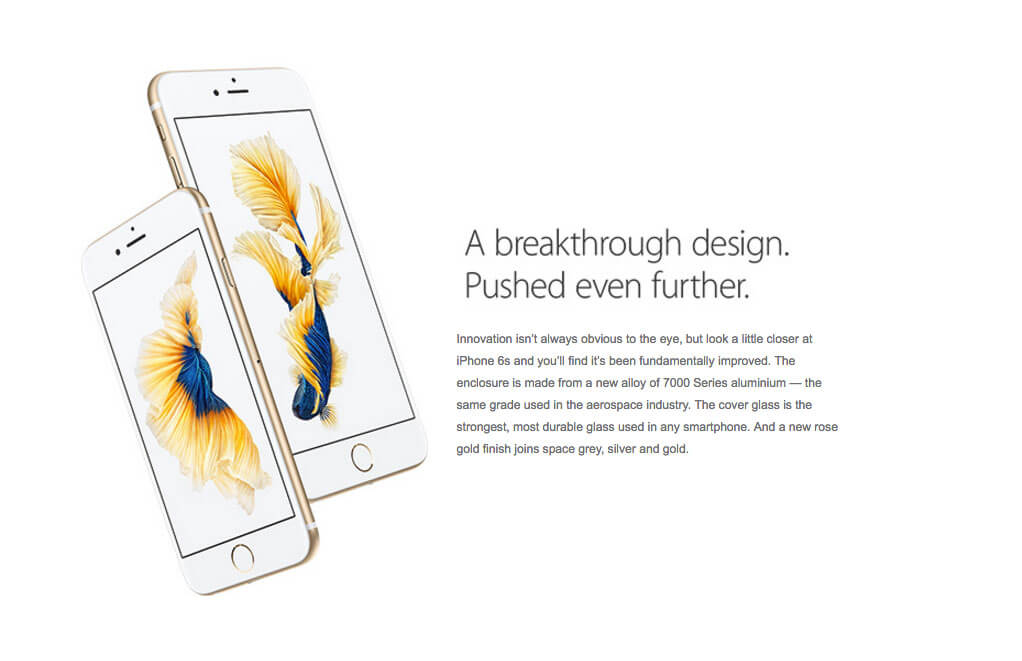 A breakthrough design.
Pushed even further.
Innovation isn't always obvious to the eye, but look a little closer at
iPhone 6s and you'll find it's been fundamentally improved. The
enclosure is made from a new alloy of 7000 Series aluminium — the
same grade used in the aerospace industry. The cover glass is the
strongest, most durable glass used in any smartphone. And a new rose
gold finish joins space grey, silver and gold.